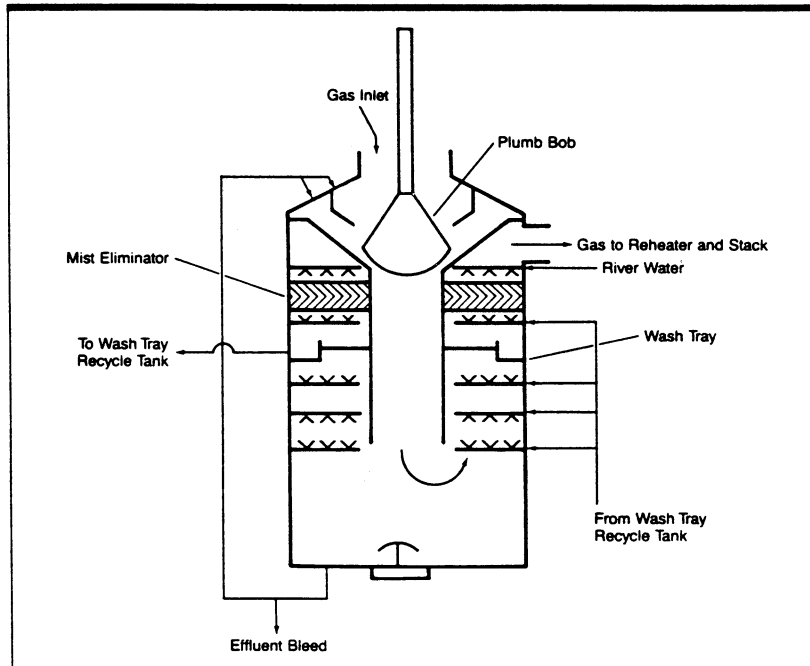 Gas Inlet
Plumb Bob
Gas to Reheater and Stack
Mist Eliminator
River Water
To Wash Tray
Recycle Tank
Wash Tray
From Wash Tray
Recycle Tank
Effluent Bleed